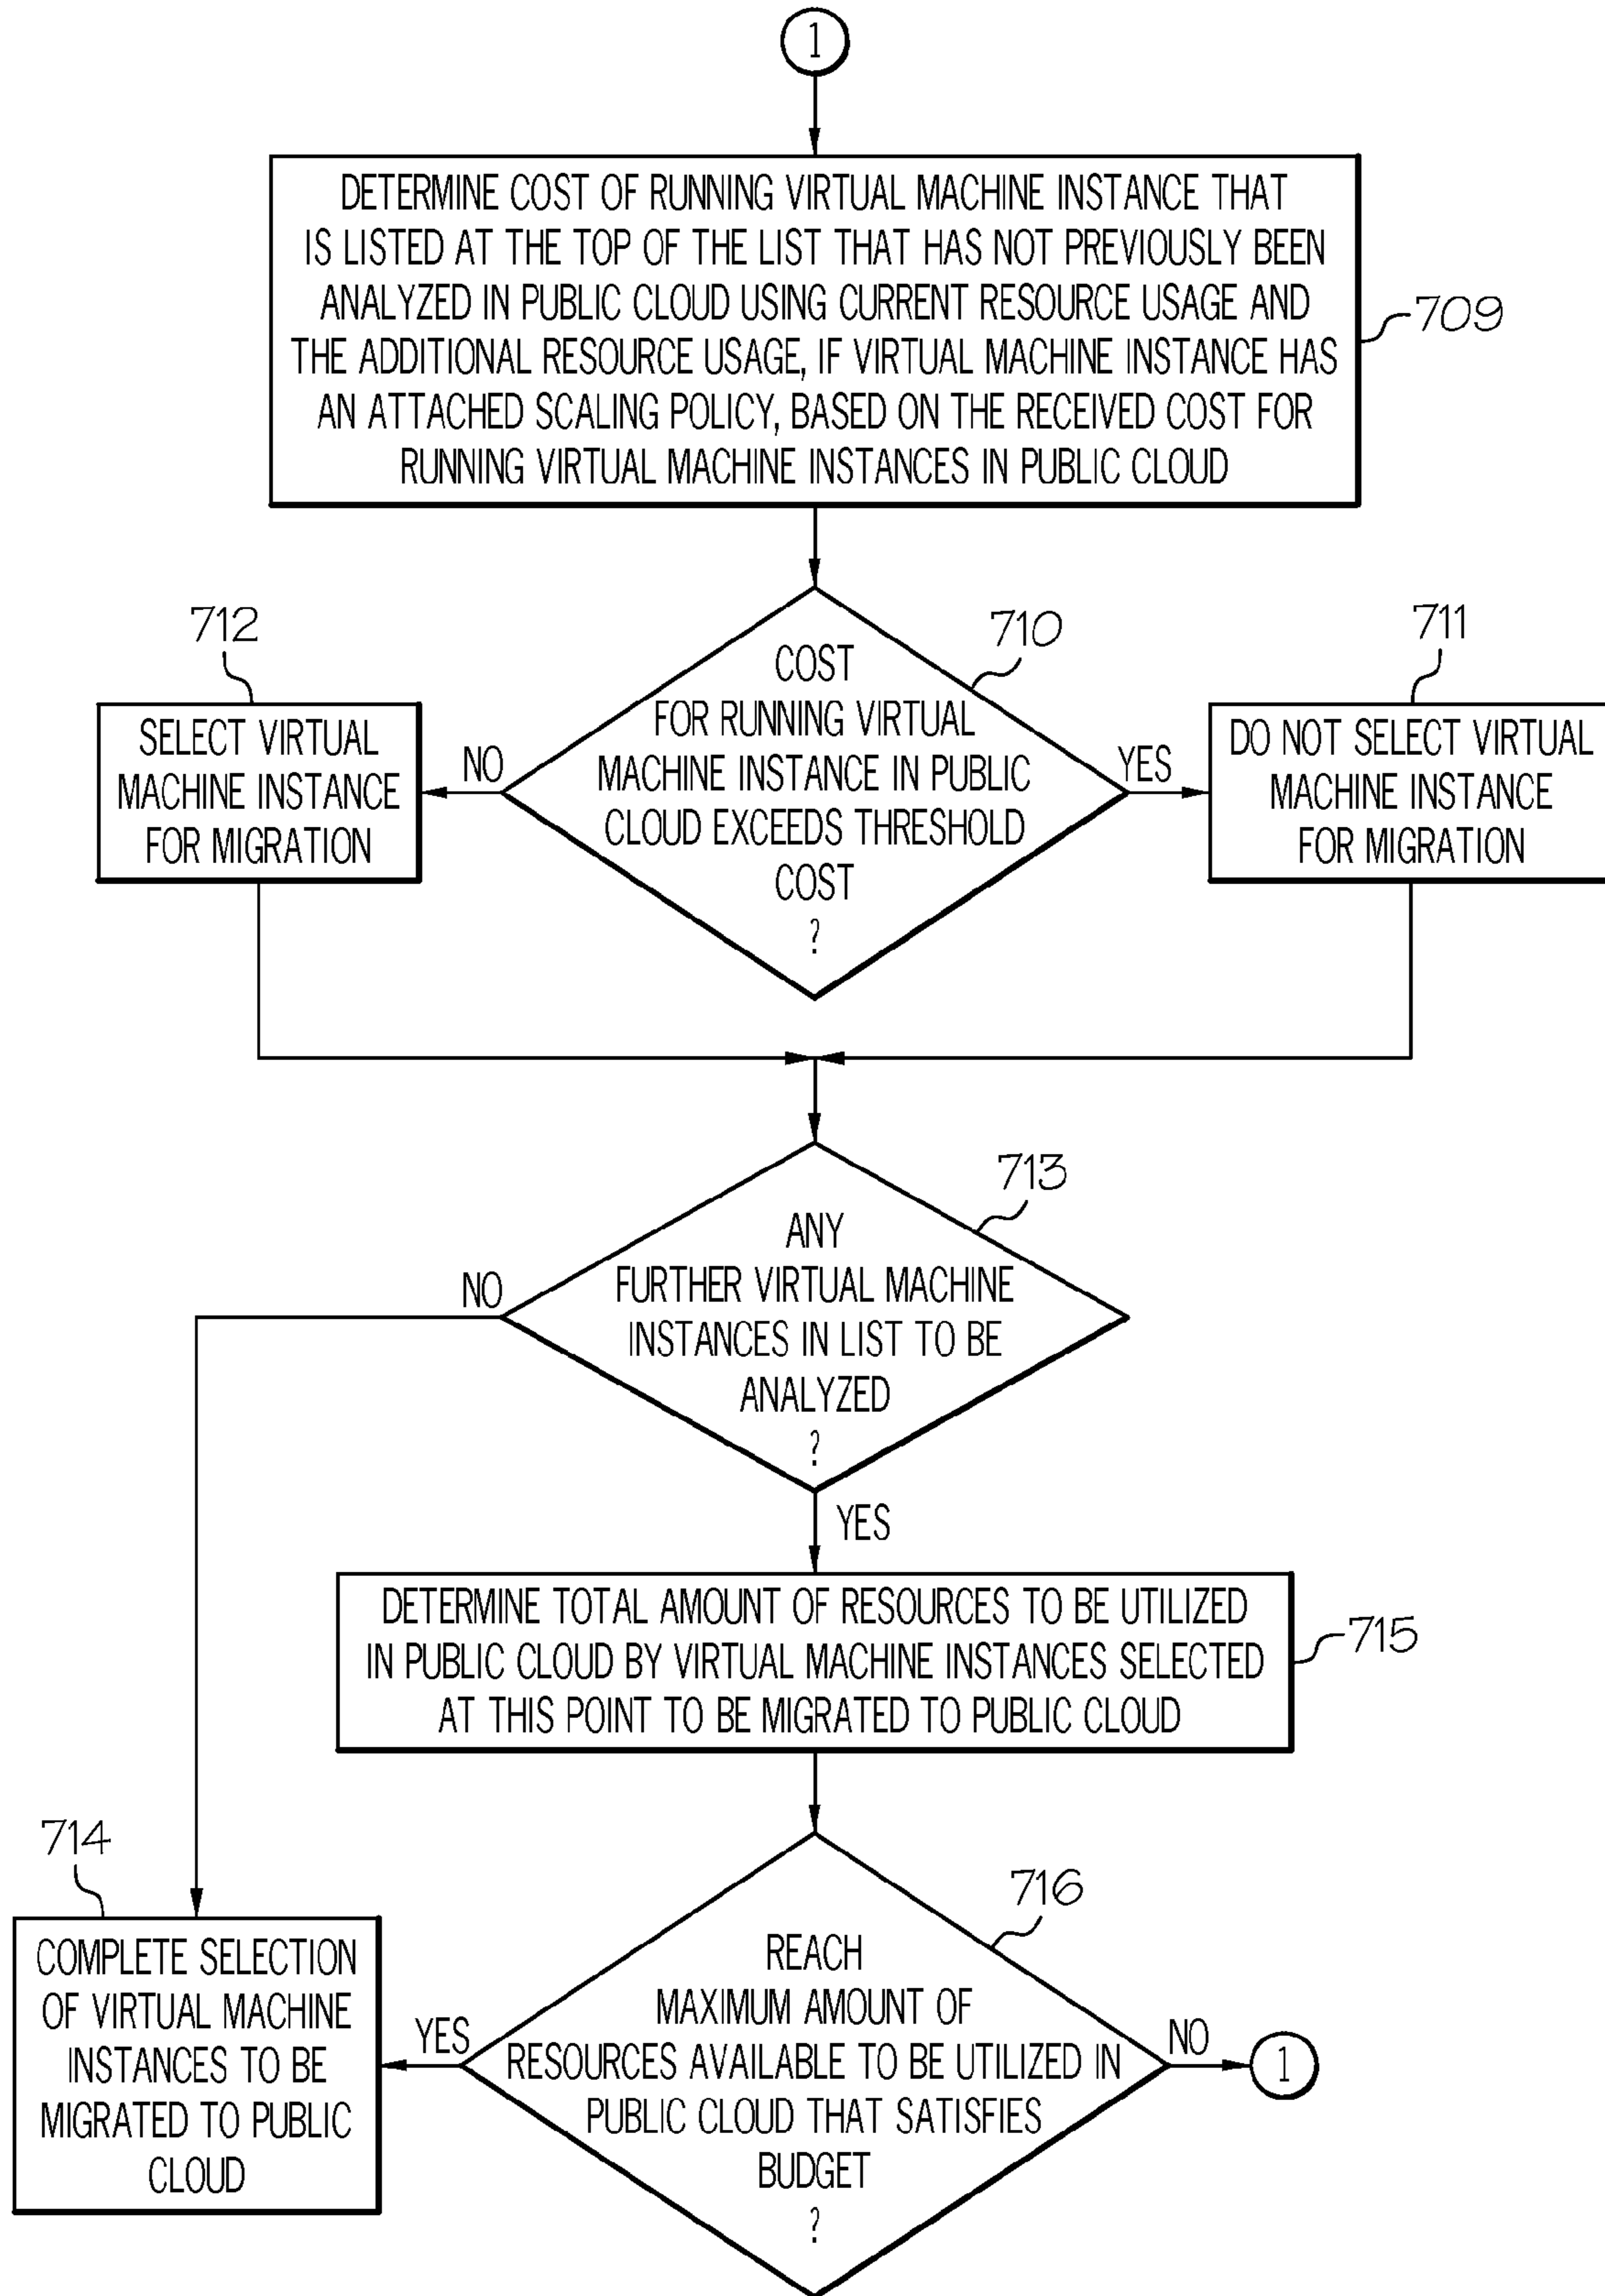 1
DETERMINE COST OF RUNNING VIRTUAL MACHINE INSTANCE THAT
IS LISTED AT THE TOP OF THE LIST THAT HAS NOT PREVIOUSLY BEEN
ANALYZED IN PUBLIC CLOUD USING CURRENT RESOURCE USAGE AND
THE ADDITIONAL RESOURCE USAGE, IF VIRTUAL MACHINE INSTANCE HAS
AN ATTACHED SCALING POLICY, BASED ON THE RECEIVED COST FOR
RUNNING VIRTUAL MACHINE INSTANCES IN PUBLIC CLOUD
709
712
SELECT VIRTUAL
MACHINE INSTANCE
FOR MIGRATION
NO
710
COST
FOR RUNNING VIRTUAL
MACHINE INSTANCE IN PUBLIC
CLOUD EXCEEDS THRESHOLD
COST
?
YES
711
DO NOT SELECT VIRTUAL
MACHINE INSTANCE
FOR MIGRATION
713
NO
ANY
FURTHER VIRTUAL MACHINE
INSTANCES IN LIST TO BE
ANALYZED
?
YES
DETERMINE TOTAL AMOUNT OF RESOURCES TO BE UTILIZED
IN PUBLIC CLOUD BY VIRTUAL MACHINE INSTANCES SELECTED
AT THIS POINT TO BE MIGRATED TO PUBLIC CLOUD
715
714
COMPLETE SELECTION
OF VIRTUAL MACHINE
INSTANCES TO BE
MIGRATED TO PUBLIC
CLOUD
YES
716
REACH
MAXIMUM AMOUNT OF
RESOURCES AVAILABLE TO BE UTILIZED IN
PUBLIC CLOUD THAT SATISFIES
BUDGET
?
NO
1